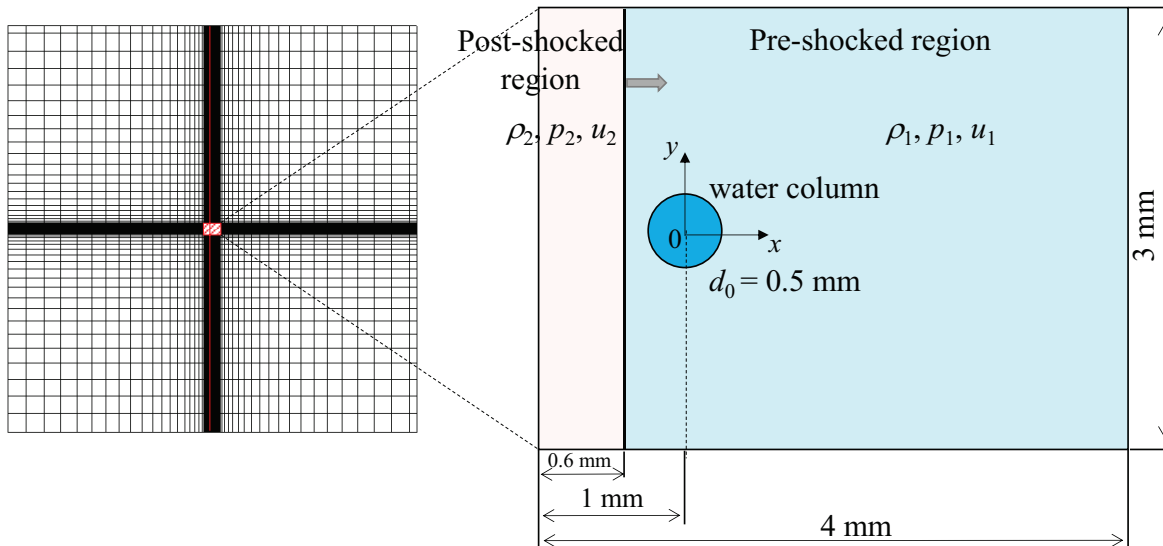 Post-shocked
region
Pre-shocked region
ρ₂, p₂, u₂
ρ₁, p₁, u₁
y
water column
0
x
d₀ = 0.5 mm
3 mm
0.6 mm
1 mm
4 mm